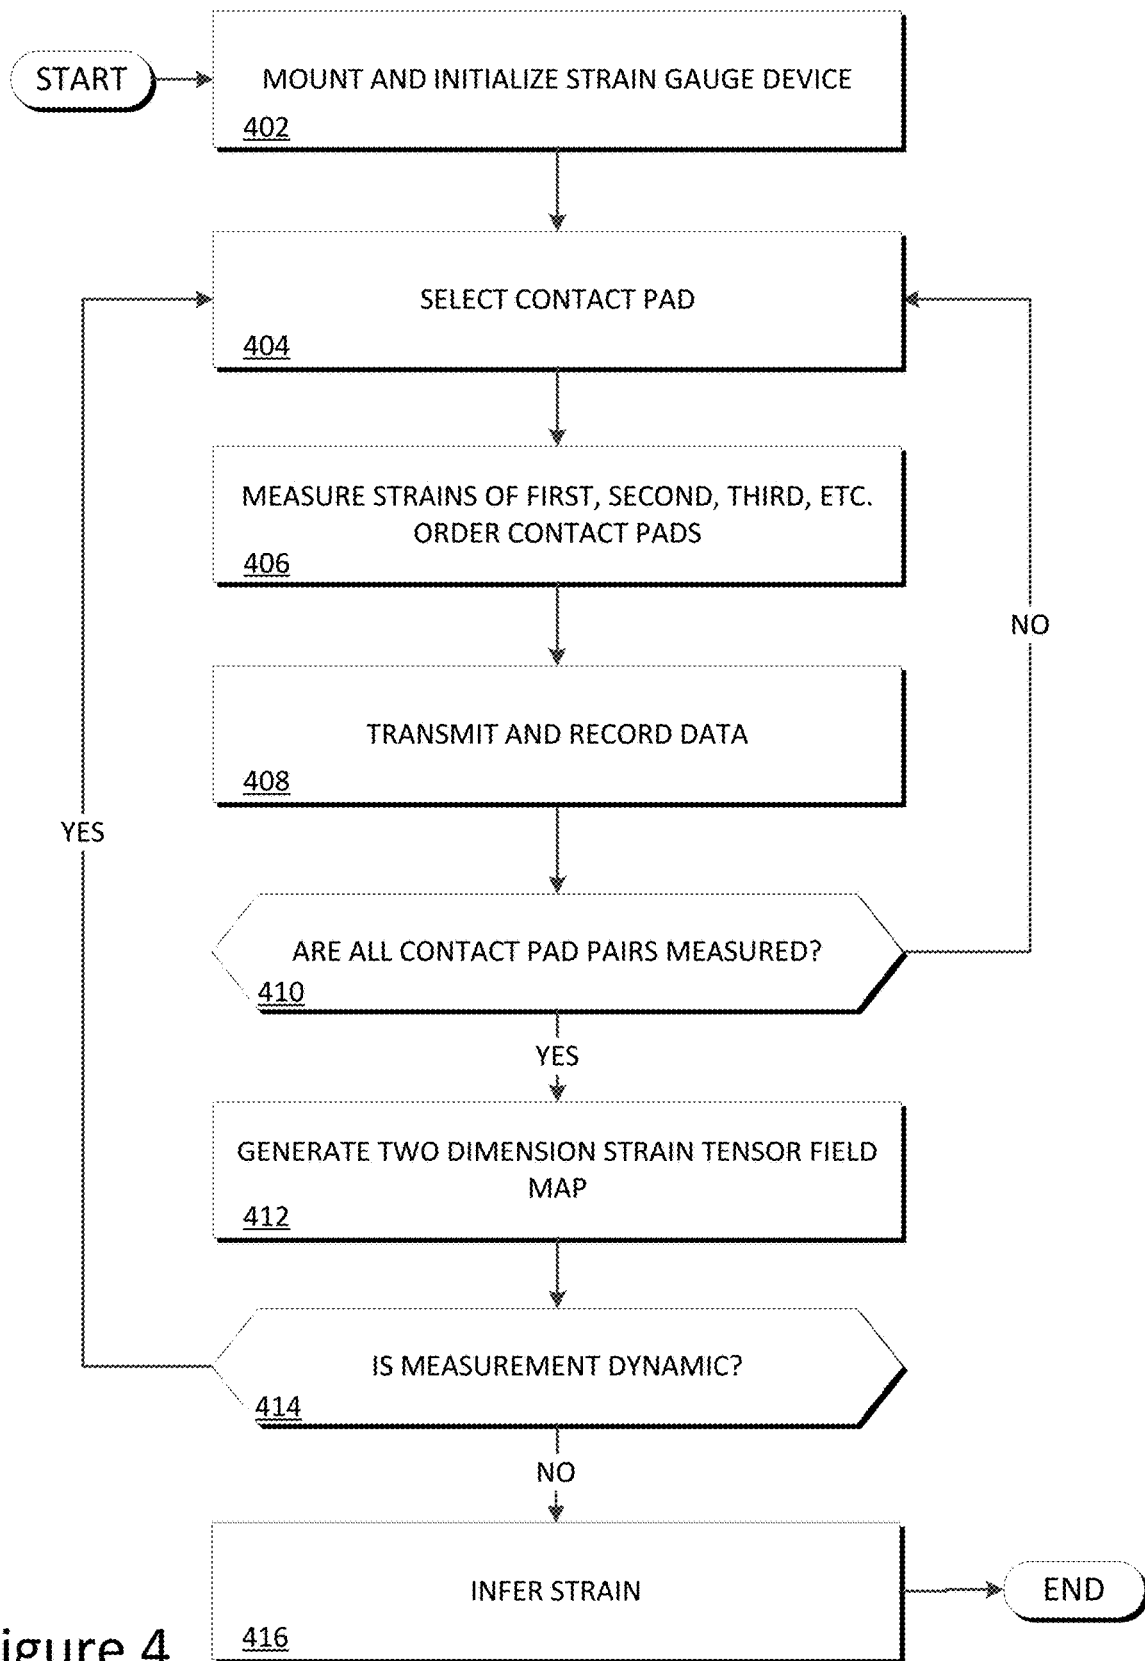 START
MOUNT AND INITIALIZE STRAIN GAUGE DEVICE
402
SELECT CONTACT PAD
404
MEASURE STRAINS OF FIRST, SECOND, THIRD, ETC.
ORDER CONTACT PADS
406
NO
TRANSMIT AND RECORD DATA
408
YES
ARE ALL CONTACT PAD PAIRS MEASURED?
410
YES
GENERATE TWO DIMENSION STRAIN TENSOR FIELD
MAP
412
IS MEASUREMENT DYNAMIC?
414
NO
INFER STRAIN
416
END
igure 4